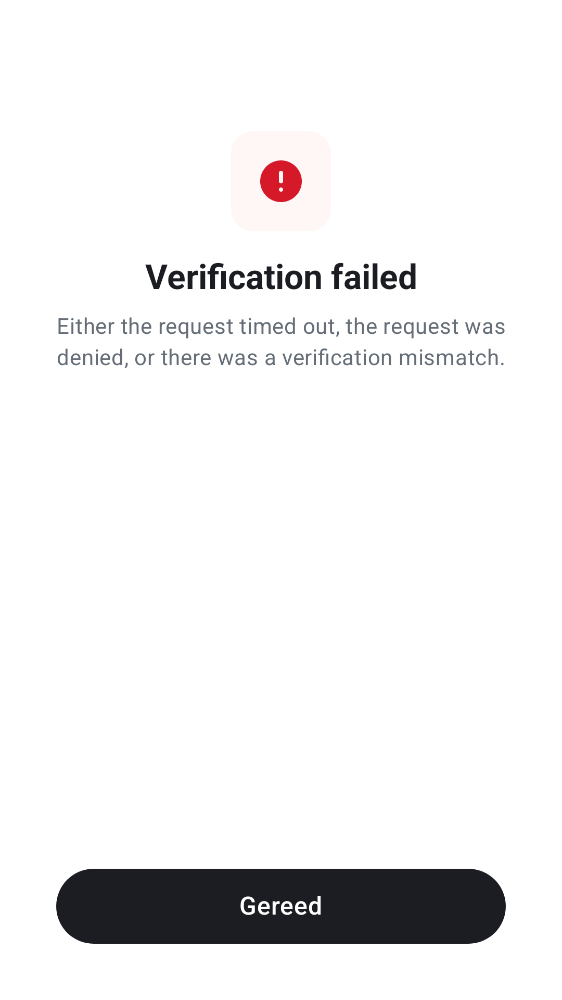 Verification failed
Either the request timed out, the request was
denied, or there was a verification mismatch.
Gereed